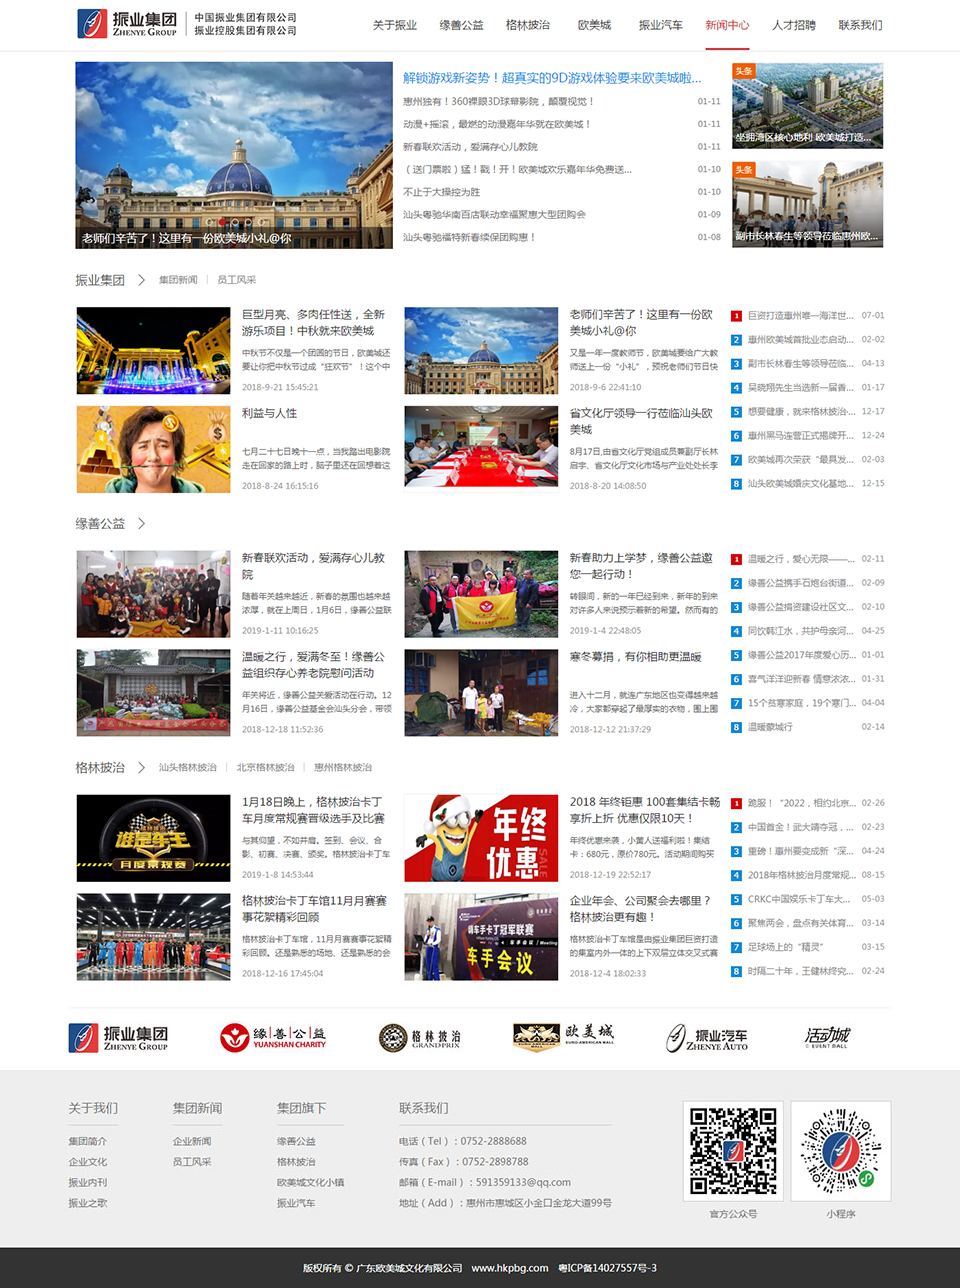 振业集团 ZHENYE GROUP 中国振业集团有限公司
振业控股集团有限公司
关于振业 缘善公益 格林披治 欧美城 振业汽车 新闻中心 人才招聘 联系我们
老师们辛苦了！这里有一份欧美城小礼@你
解锁游戏新姿势！超真实的9D游戏体验要来欧美城啦...
惠州独有！360裸眼3D球幕影院，颠覆视觉！ 01-11
动漫+摇滚，最燃的动漫嘉年华就在欧美城！ 01-11
新春联欢活动，爱满存心儿教院 01-11
（送门票啦）猛！戳！开！欧美城欢乐嘉年华免费送... 01-10
不止于大操控为胜 01-10
汕头粤驰华南百店联动幸福聚惠大型团购会 01-09
汕头粤驰福特新春续保团购惠！ 01-08
头条
坐拥湾区核心地利 欧美城打造...
头条
副市长林春生等领导莅临惠州欧...
振业集团 集团新闻 | 员工风采
巨型月亮、多肉任性送，全新
游乐项目！中秋就来欧美城
中秋节不仅是一个团圆的节日，欧美城还
要让你把中秋节过成“狂欢节”！这个中
2018-9-21 15:45:21
老师们辛苦了！这里有一份欧
美城小礼@你
又是一年一度教师节，欧美城要给广大教
师送上一份“小礼”，预祝老师们节日快
2018-9-6 22:41:10
利益与人性
七月二十七日晚十一点，当我踏出电影院
走在回家的路上时，脑子里还在回想着这
2018-8-24 16:15:16
省文化厅领导一行莅临汕头欧
美城
8月17日,由省文化厅党组成员兼副厅长林
启宇、省文化厅文化市场与产业处处长李
2018-8-20 14:08:50
1 巨资打造惠州唯一海洋世... 07-01
2 惠州欧美城首批业态启动... 02-02
3 副市长林春生等领导莅临... 04-13
4 吴晓翔先生当选新一届香... 01-17
5 想要健康，就来格林披治-... 12-17
6 惠州黑马连营正式揭牌开... 12-24
7 欧美城再次荣获“最具发... 02-03
8 汕头欧美城婚庆文化基地... 12-15
缘善公益
新春联欢活动，爱满存心儿教
院
随着年关越来越近，新春的氛围也越来越
浓厚，就在上周日，1月6日，缘善公益联
2019-1-11 10:16:25
新春助力上学梦，缘善公益邀
您一起行动！
转眼间，新的一年已经到来，新年的到来
对许多人来说预示着新的希望。然而有的
2019-1-4 22:48:05
温暖之行，爱满冬至！缘善公
益组织存心养老院慰问活动
年关将近，缘善公益关爱活动在行动。12
月16日，缘善公益基金会汕头分会，带领
2018-12-18 11:52:36
寒冬募捐，有你相助更温暖
进入十二月，就连广东地区也变得越来越
冷，大家都穿起了最厚实的衣物，围上围
2018-12-12 21:37:29
1 温暖之行，爱心无限——... 02-11
2 缘善公益携手石炮台街道... 02-09
3 缘善公益捐资建设社区文... 02-10
4 同饮韩江水，共护母亲河... 04-25
5 缘善公益2017年度爱心历... 01-01
6 喜气洋洋迎新春 情意浓浓... 01-31
7 15个贫寒家庭，19个寒门... 04-04
8 温暖蒙城行 02-14
格林披治 汕头格林披治 | 北京格林披治 | 惠州格林披治
谁是车王
月度常规赛
1月18日晚上，格林披治卡丁
车月度常规赛晋级选手及比赛
与其仰望，不如并肩。签到、会议、合
影、初赛、决赛、颁奖。格林披治卡丁车
2019-1-8 14:53:44
年终
优惠
SALE
2018 年终钜惠 100套集结卡畅
享折上折 优惠仅限10天！
年终优惠来袭，小黄人送福利啦！集结
卡：680元，原价780元。活动期间购买
2018-12-19 22:52:17
格林披治卡丁车馆11月月赛赛
事花絮精彩回顾
格林披治卡丁车馆，11月月赛赛事花絮精
彩回顾。还是熟悉的场地、还是熟悉的会
2018-12-16 17:45:04
车手卡丁冠军联赛
车手会议
车手会议 Meeting
企业年会、公司聚会去哪里？
格林披治更有趣！
格林披治卡丁车馆是由振业集团巨资打造
的集室内外一体的上下双层立体交叉式赛
2018-12-4 18:02:33
1 跪服！“2022，相约北京... 02-26
2 中国首金！武大靖夺冠，... 02-23
3 重磅！惠州要变成新“深... 04-24
4 2018年格林披治月度常规... 08-15
5 CRKC中国娱乐卡丁车大... 05-03
6 聚焦两会，盘点有关体育... 03-14
7 足球场上的“精灵” 03-15
8 时隔二十年，王健林终究... 02-24
振业集团 ZHENYE GROUP
缘|善|公|益 YUANSHAN CHARITY
格林披治 GRANDPRIX
欧美城 EURO-AMERICAN MALL
振业汽车 ZHENYE AUTO
活动城 EVENT MALL
关于我们 集团新闻 集团旗下 联系我们
集团简介 企业新闻 缘善公益 电话（Tel）：0752-2888688
企业文化 员工风采 格林披治 传真（Fax）：0752-2898788
振业内刊 欧美城文化小镇 邮箱（E-mail）：591359133@qq.com
振业之歌 振业汽车 地址（Add）：惠州市惠城区小金口金龙大道99号
官方公众号 小程序
版权所有 © 广东欧美城文化有限公司 www.hkpbg.com 粤ICP备14027557号-3